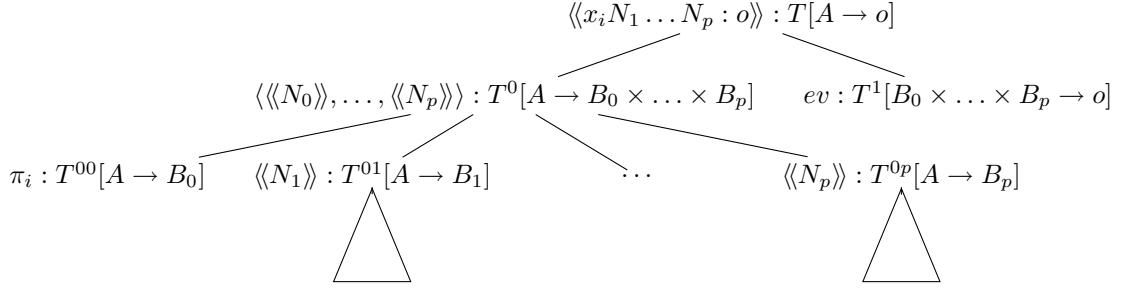 ⟪x_i N_1 … N_p : o⟫ : T[A → o]
⟨⟪N_0⟫, …, ⟪N_p⟫⟩ : T^0[A → B_0 × … × B_p] ev : T^1[B_0 × … × B_p → o]
π_i : T^{00}[A → B_0] ⟪N_1⟫ : T^{01}[A → B_1] ⋯ ⟪N_p⟫ : T^{0p}[A → B_p]